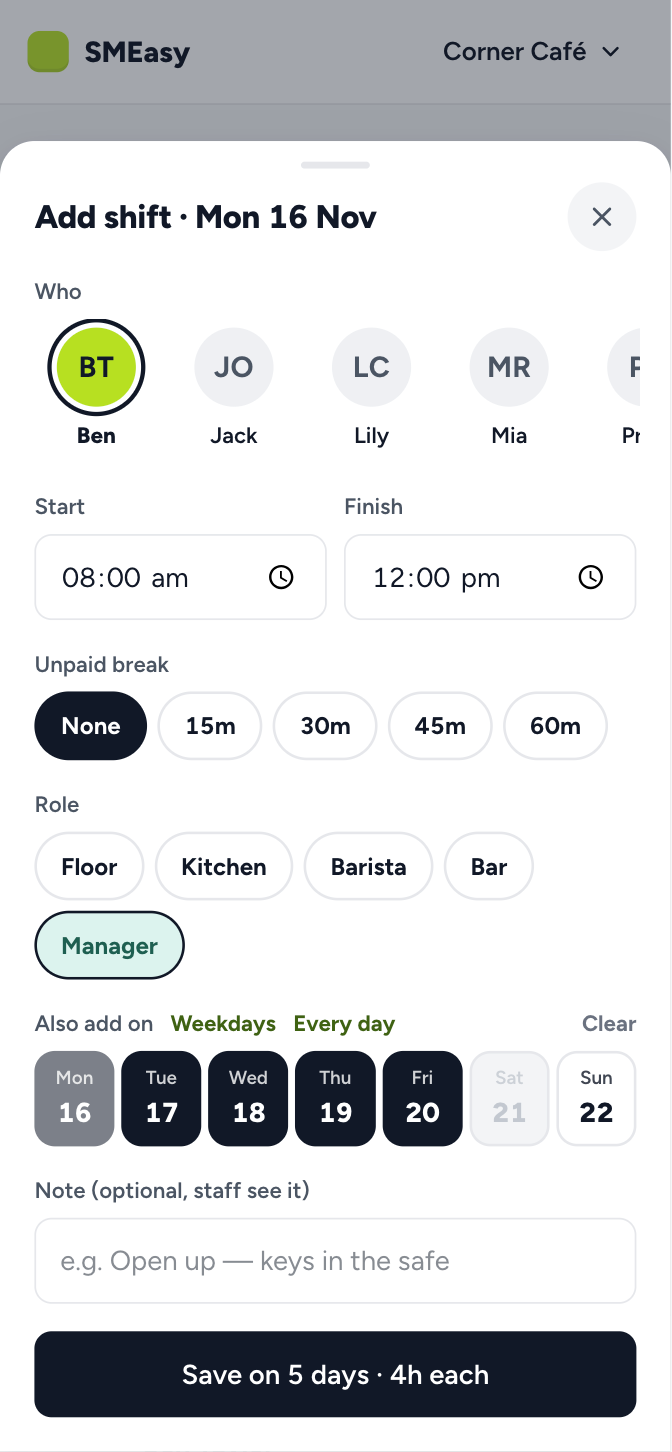 SMEasy
Corner Café
Add shift · Mon 16 Nov
Who
BT JO LC MR
Ben Jack Lily Mia
Start Finish
08:00 am 12:00 pm
Unpaid break
None 15m 30m 45m 60m
Role
Floor Kitchen Barista Bar
Manager
Also add on Weekdays Every day Clear
Mon Tue Wed Thu Fri Sat Sun
16 17 18 19 20 21 22
Note (optional, staff see it)
e.g. Open up — keys in the safe
Save on 5 days · 4h each